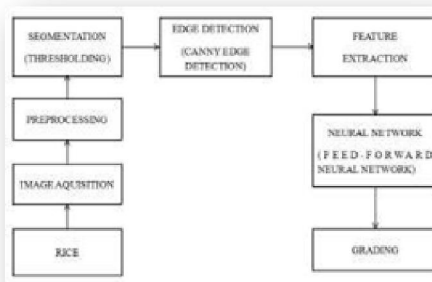 SEGMENTATION
(THRESHOLDING)
EDGE DETECTION
(CANNY EDGE
DETECTION)
FEATURE
EXTRACTION
PREPROCESSING
NEURAL NETWORK
(FEED-FORWARD
NEURAL NETWORK)
IMAGE AQUISITION
RICE
GRADING